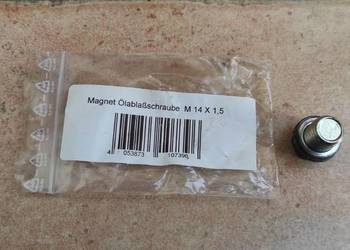 Magnet Ölablaßschraube M 14 X 1,5
4 053873 107396